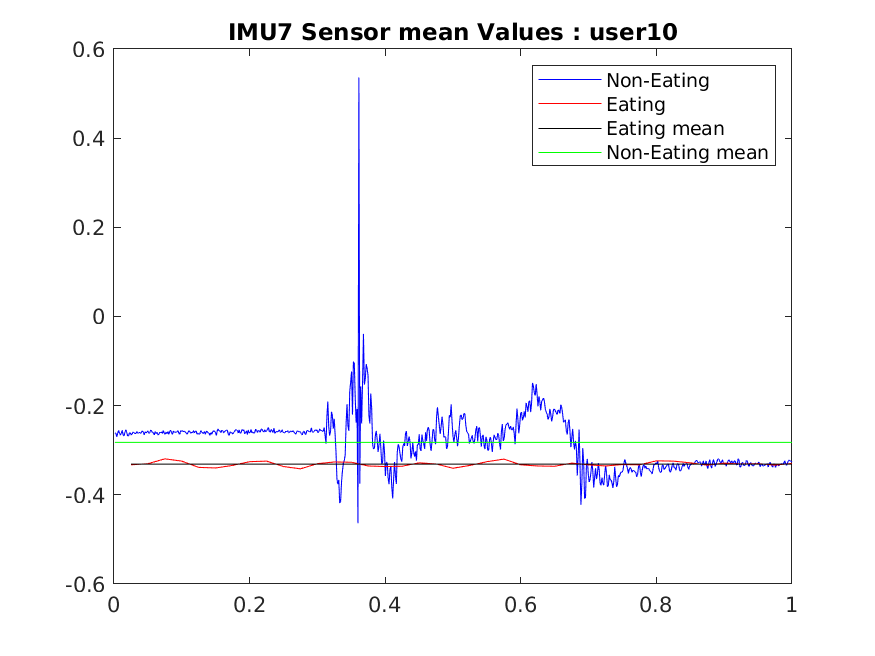 IMU7 Sensor mean Values : user10
0.6
0.4
0.2
0
-0.2
-0.4
-0.6
Non-Eating
Eating
Eating mean
Non-Eating mean
0 0.2 0.4 0.6 0.8 1